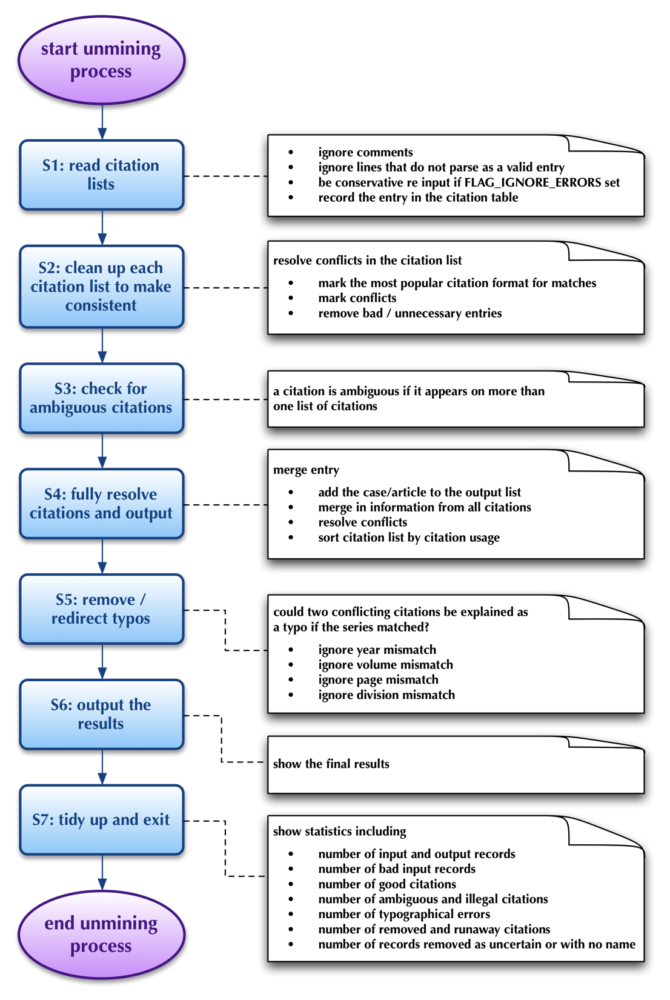 start unmining
process
S1: read citation
lists
• ignore comments
• ignore lines that do not parse as a valid entry
• be conservative re input if FLAG_IGNORE_ERRORS set
• record the entry in the citation table
S2: clean up each
citation list to make
consistent
resolve conflicts in the citation list
• mark the most popular citation format for matches
• mark conflicts
• remove bad / unnecessary entries
S3: check for
ambiguous citations
a citation is ambiguous if it appears on more than
one list of citations
S4: fully resolve
citations and output
merge entry
• add the case/article to the output list
• merge in information from all citations
• resolve conflicts
• sort citation list by citation usage
S5: remove /
redirect typos
could two conflicting citations be explained as
a typo if the series matched?
• ignore year mismatch
• ignore volume mismatch
• ignore page mismatch
• ignore division mismatch
S6: output the
results
show the final results
S7: tidy up and exit
show statistics including
• number of input and output records
• number of bad input records
• number of good citations
• number of ambiguous and illegal citations
• number of typographical errors
• number of removed and runaway citations
• number of records removed as uncertain or with no name
end unmining
process